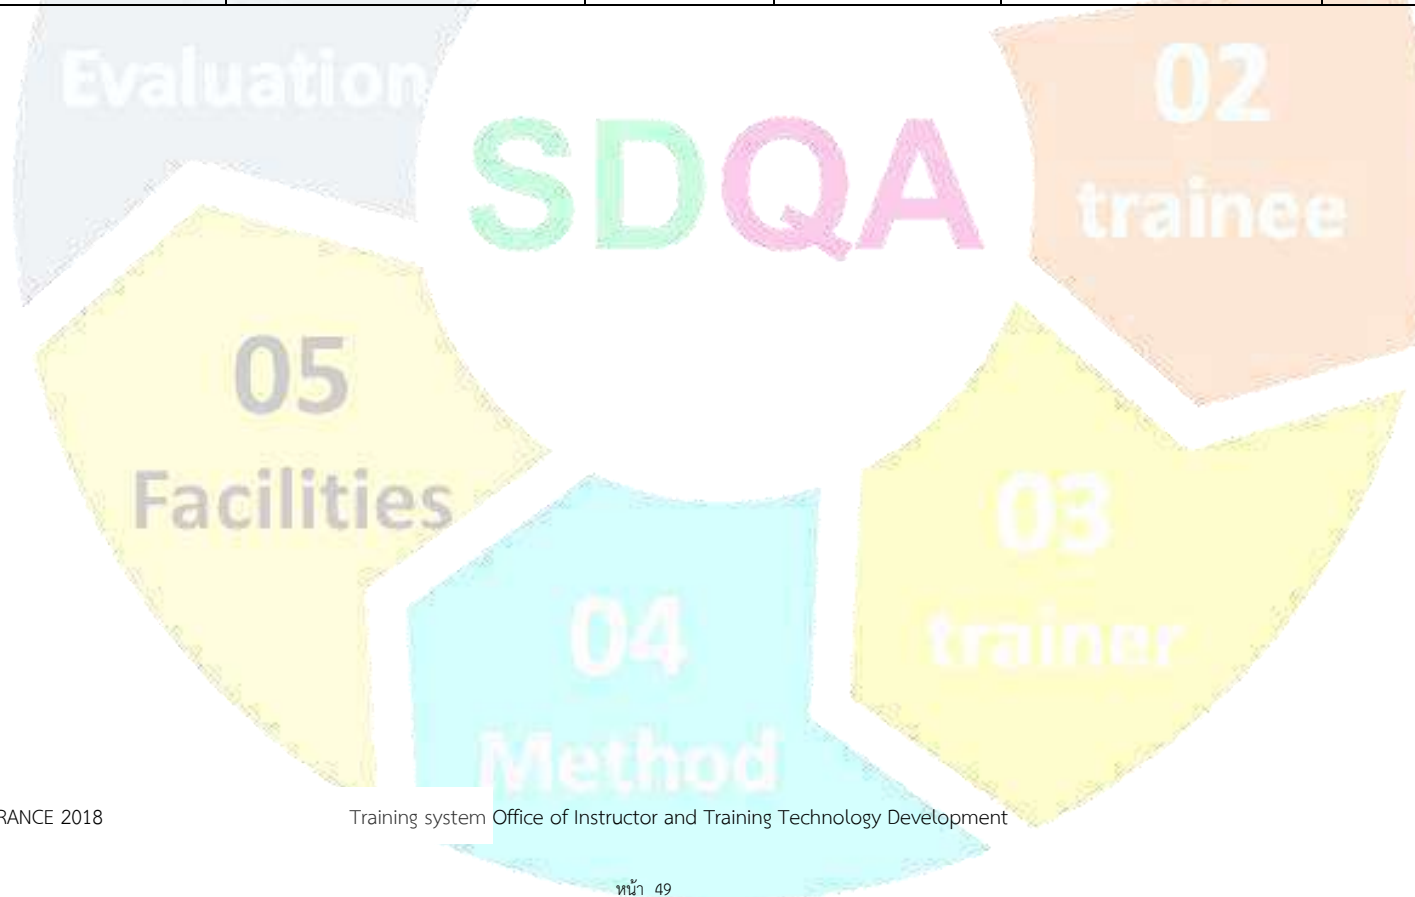 Evaluation
SDQA
02
trainee
05
Facilities
03
trainer
04
Method
RANCE 2018
Training system Office of Instructor and Training Technology Development
หน้า 49